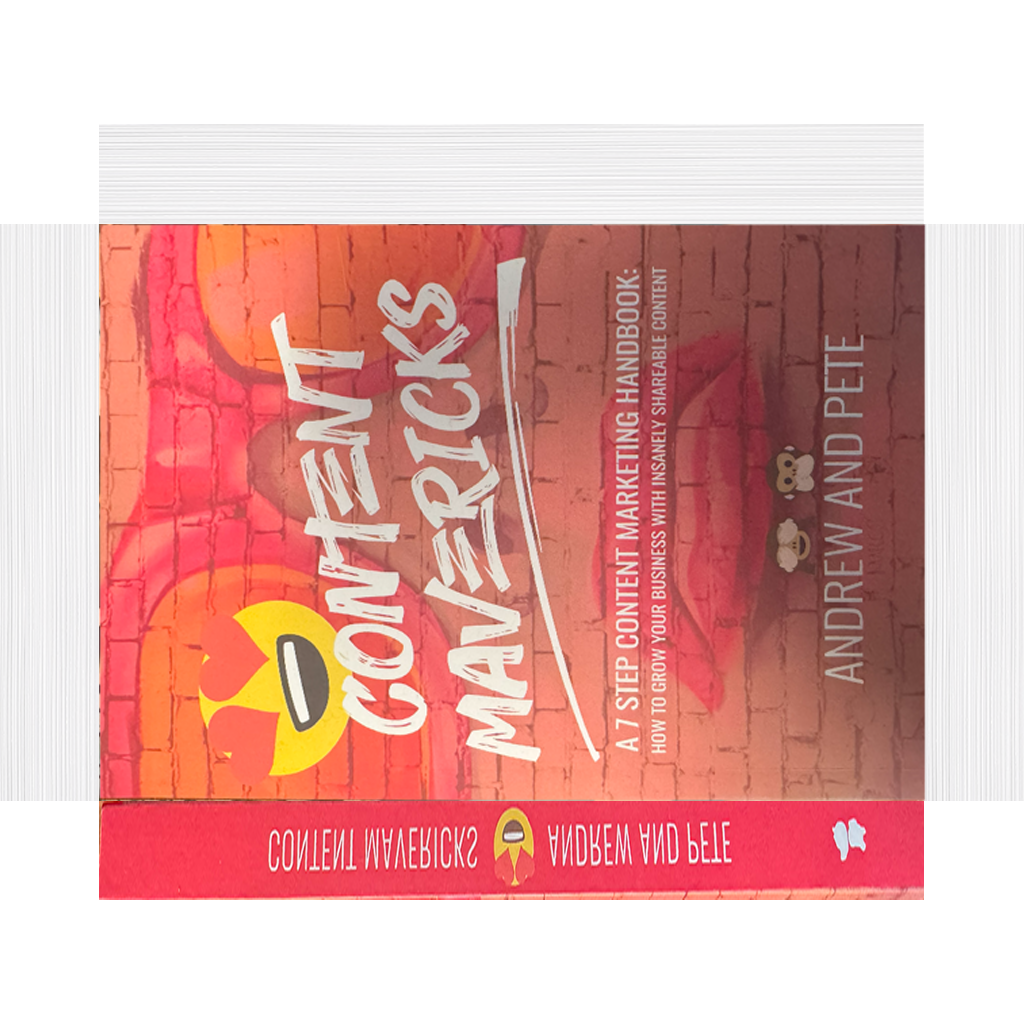 CONTENT
MAVERICKS
A 7 STEP CONTENT MARKETING HANDBOOK:
HOW TO GROW YOUR BUSINESS WITH INSANELY SHAREABLE CONTENT
ANDREW AND PETE
CONTENT MAVERICKS ANDREW AND PETE